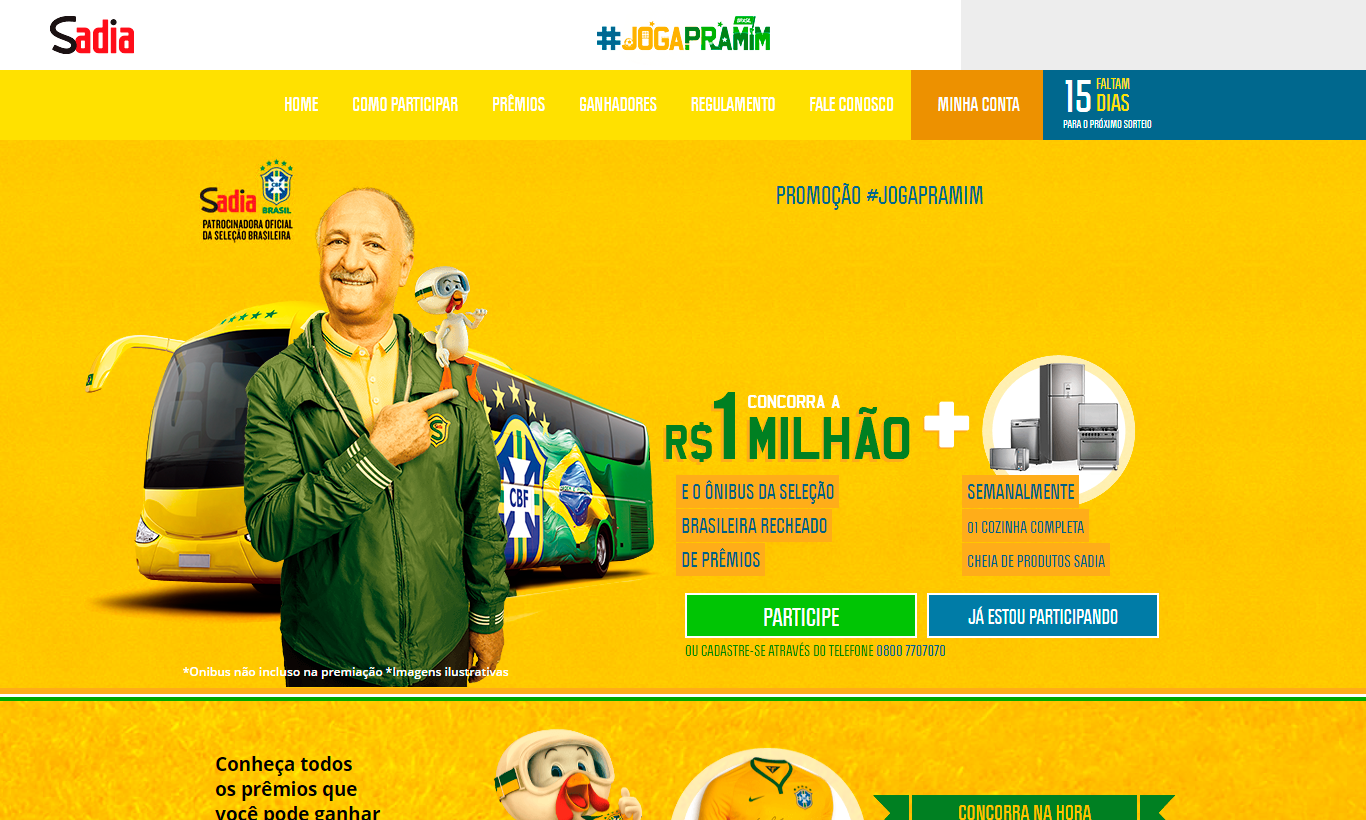 Sadia
BRASIL
#JOGAPRAMIM
HOME
COMO PARTICIPAR
PRÊMIOS
GANHADORES
REGULAMENTO
FALE CONOSCO
MINHA CONTA
15 FALTAM
DIAS
PARA O PRÓXIMO SORTEIO
Sadia
CBF
BRASIL
PATROCINADORA OFICIAL
DA SELEÇÃO BRASILEIRA
PROMOÇÃO #JOGAPRAMIM
CONCORRA A
R$1 MILHÃO
+
E O ÔNIBUS DA SELEÇÃO
BRASILEIRA RECHEADO
DE PRÊMIOS
SEMANALMENTE
01 COZINHA COMPLETA
CHEIA DE PRODUTOS SADIA
S
CBF
PARTICIPE
JÁ ESTOU PARTICIPANDO
OU CADASTRE-SE ATRAVÉS DO TELEFONE 0800 7707070
*Onibus não incluso na premiação *Imagens ilustrativas
Conheça todos
os prêmios que
você pode ganhar
CONCORRA NA HORA